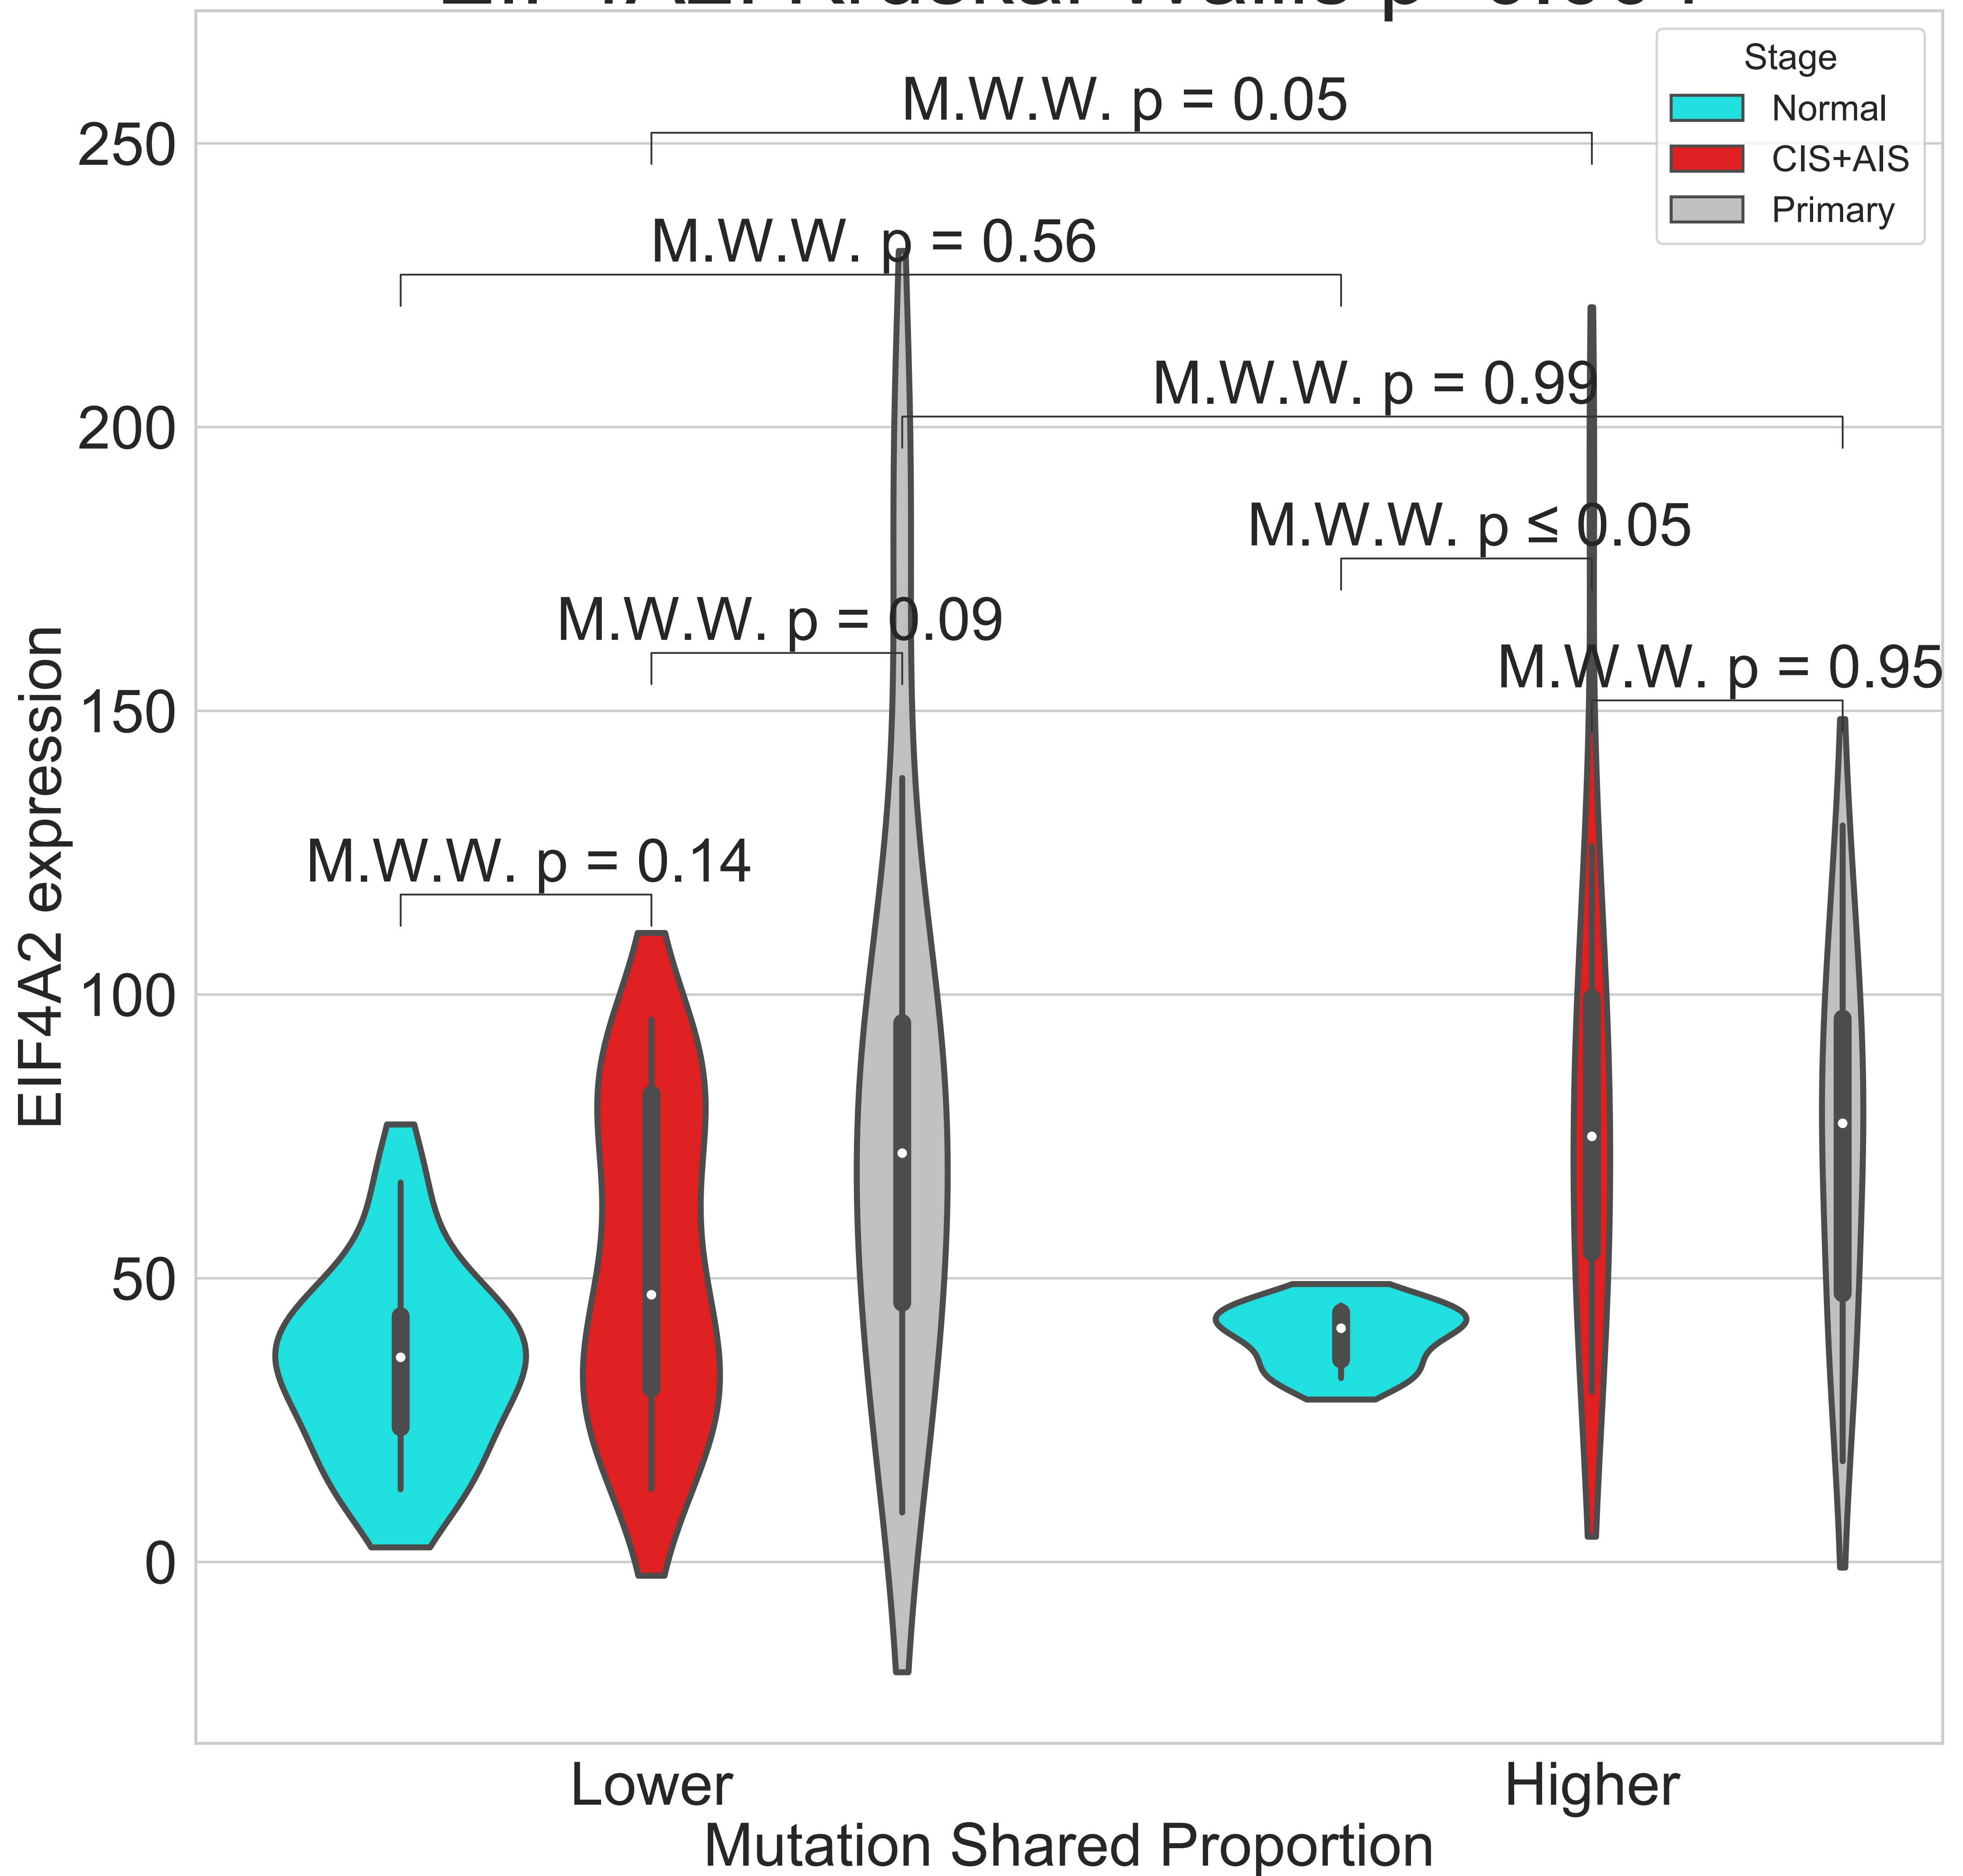 Stage
Normal
CIS+AIS
Primary
M.W.W. p = 0.05
M.W.W. p = 0.56
M.W.W. p = 0.99
M.W.W. p ≤ 0.05
M.W.W. p = 0.09
M.W.W. p = 0.95
M.W.W. p = 0.14
250
200
150
100
50
0
EIF4A2 expression
Lower
Higher
Mutation Shared Proportion